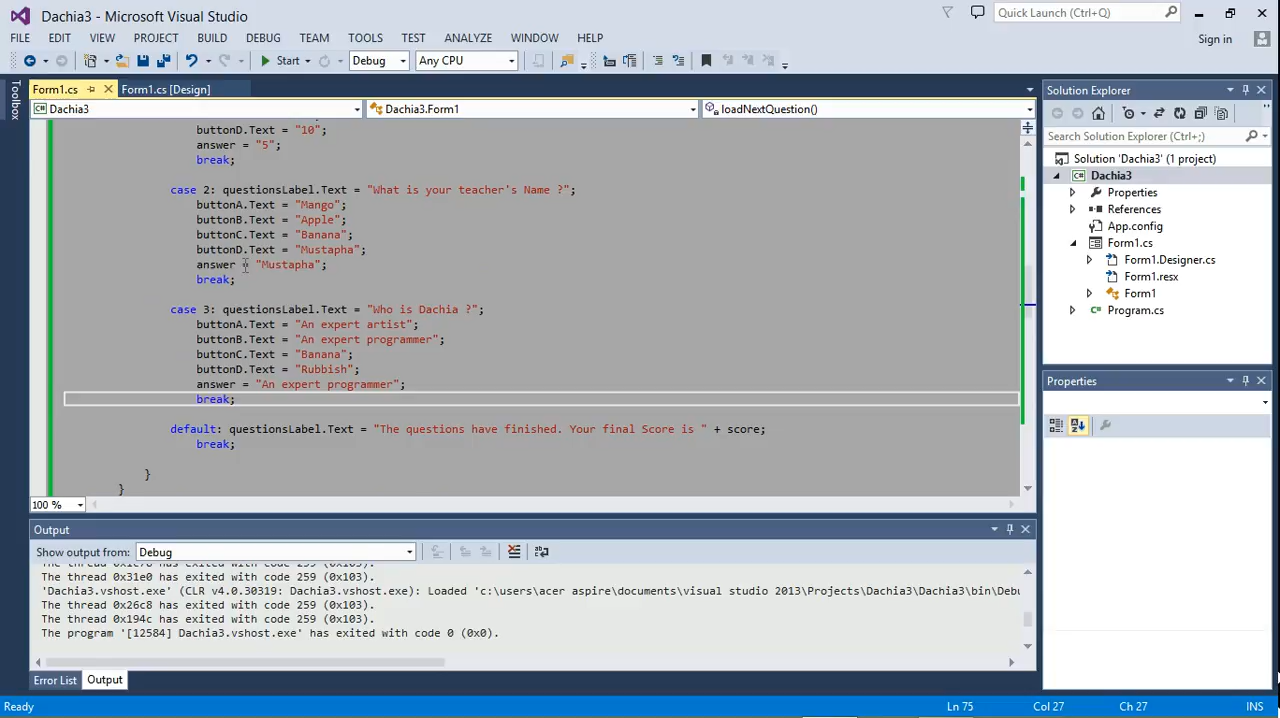 Dachia3 - Microsoft Visual Studio
Quick Launch (Ctrl+Q)
FILE EDIT VIEW PROJECT BUILD DEBUG TEAM TOOLS TEST ANALYZE WINDOW HELP
Sign in
Start Debug Any CPU
Toolbox
Form1.cs Form1.cs [Design]
Dachia3 Dachia3.Form1 loadNextQuestion()
buttonD.Text = "10";
answer = "5";
break;
case 2: questionsLabel.Text = "What is your teacher's Name ?";
buttonA.Text = "Mango";
buttonB.Text = "Apple";
buttonC.Text = "Banana";
buttonD.Text = "Mustapha";
answer = "Mustapha";
break;
case 3: questionsLabel.Text = "Who is Dachia ?";
buttonA.Text = "An expert artist";
buttonB.Text = "An expert programmer";
buttonC.Text = "Banana";
buttonD.Text = "Rubbish";
answer = "An expert programmer";
break;
default: questionsLabel.Text = "The questions have finished. Your final Score is " + score;
break;
}
}
100 %
Output
Show output from: Debug
The thread 0x31e0 has exited with code 259 (0x103).
'Dachia3.vshost.exe' (CLR v4.0.30319: Dachia3.vshost.exe): Loaded 'c:\users\acer aspire\documents\visual studio 2013\Projects\Dachia3\Dachia3\bin\Debu
The thread 0x26c8 has exited with code 259 (0x103).
The thread 0x194c has exited with code 259 (0x103).
The program '[12584] Dachia3.vshost.exe' has exited with code 0 (0x0).
Error List Output
Solution Explorer
Search Solution Explorer (Ctrl+;)
Solution 'Dachia3' (1 project)
Dachia3
Properties
References
App.config
Form1.cs
Form1.Designer.cs
Form1.resx
Form1
Program.cs
Properties
Ready Ln 75 Col 27 Ch 27 INS